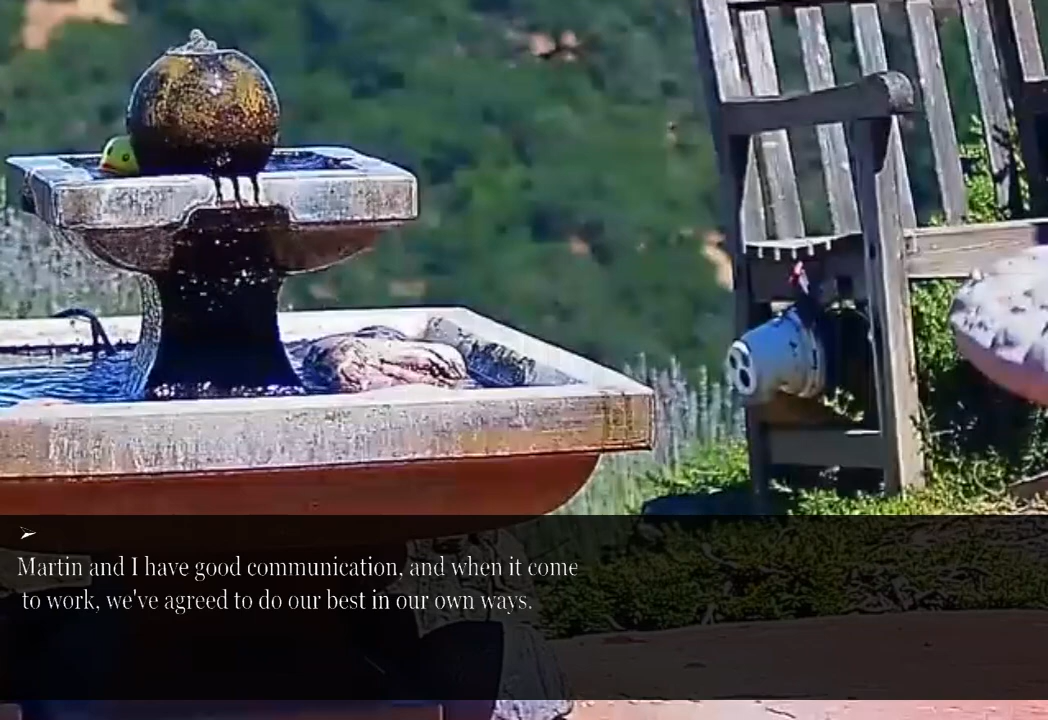 Martin and I have good communication, and when it come
to work, we've agreed to do our best in our own ways.